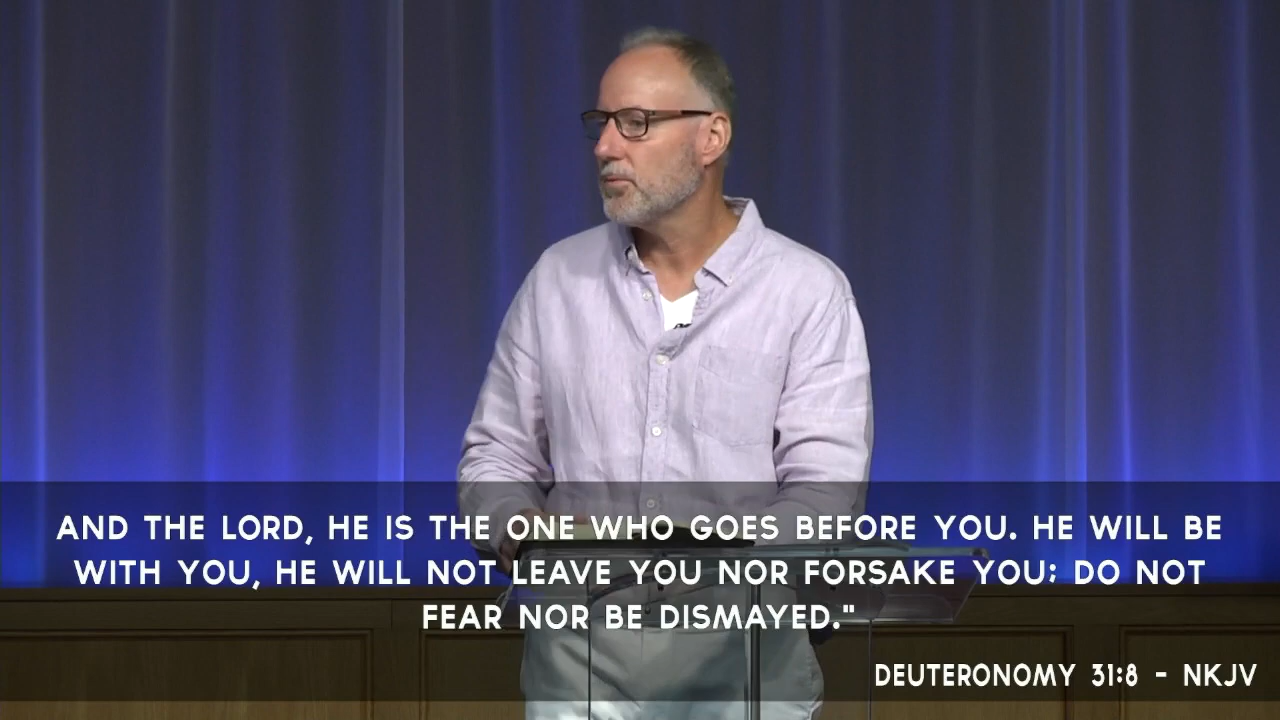 AND THE LORD, HE IS THE ONE WHO GOES BEFORE YOU. HE WILL BE
WITH YOU, HE WILL NOT LEAVE YOU NOR FORSAKE YOU; DO NOT
FEAR NOR BE DISMAYED."
DEUTERONOMY 31:8 - NKJV